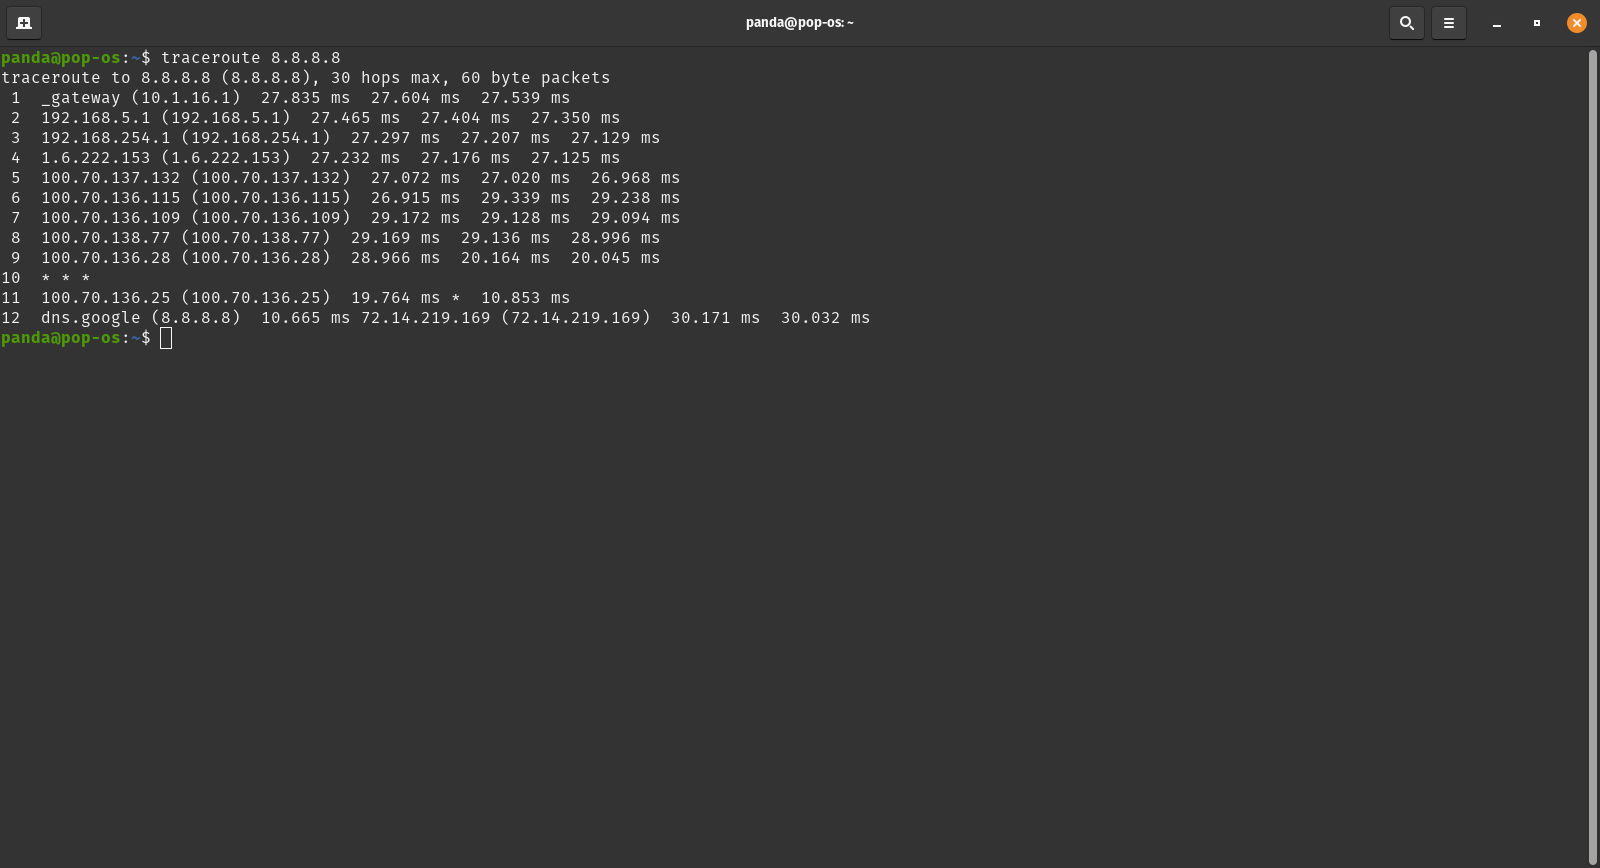 panda@pop-os: ~
panda@pop-os:~$ traceroute 8.8.8.8
traceroute to 8.8.8.8 (8.8.8.8), 30 hops max, 60 byte packets
 1  _gateway (10.1.16.1)  27.835 ms  27.604 ms  27.539 ms
 2  192.168.5.1 (192.168.5.1)  27.465 ms  27.404 ms  27.350 ms
 3  192.168.254.1 (192.168.254.1)  27.297 ms  27.207 ms  27.129 ms
 4  1.6.222.153 (1.6.222.153)  27.232 ms  27.176 ms  27.125 ms
 5  100.70.137.132 (100.70.137.132)  27.072 ms  27.020 ms  26.968 ms
 6  100.70.136.115 (100.70.136.115)  26.915 ms  29.339 ms  29.238 ms
 7  100.70.136.109 (100.70.136.109)  29.172 ms  29.128 ms  29.094 ms
 8  100.70.138.77 (100.70.138.77)  29.169 ms  29.136 ms  28.996 ms
 9  100.70.136.28 (100.70.136.28)  28.966 ms  20.164 ms  20.045 ms
10  * * *
11  100.70.136.25 (100.70.136.25)  19.764 ms *  10.853 ms
12  dns.google (8.8.8.8)  10.665 ms 72.14.219.169 (72.14.219.169)  30.171 ms  30.032 ms
panda@pop-os:~$